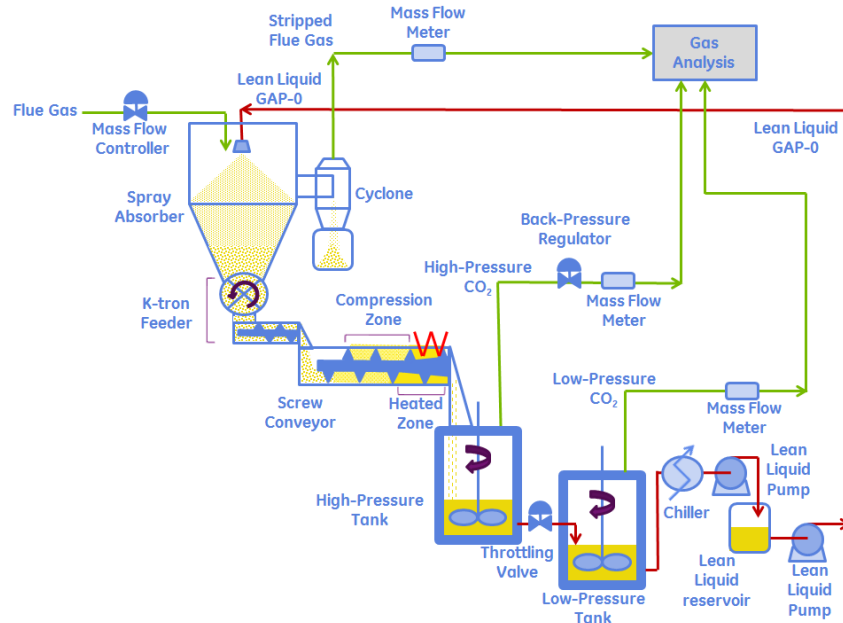 Stripped
Flue Gas
Mass Flow
Meter
Gas
Analysis
Lean Liquid
GAP-0
Flue Gas
Mass Flow
Controller
Lean Liquid
GAP-0
Spray
Absorber
Cyclone
Back-Pressure
Regulator
High-Pressure
CO₂
Mass Flow
Meter
K-tron
Feeder
Compression
Zone
Low-Pressure
CO₂
Mass Flow
Meter
Screw
Conveyor
Heated
Zone
Lean
Liquid
Pump
High-Pressure
Tank
Chiller
Throttling
Valve
Lean Liquid
reservoir
Lean
Liquid
Pump
Low-Pressure
Tank